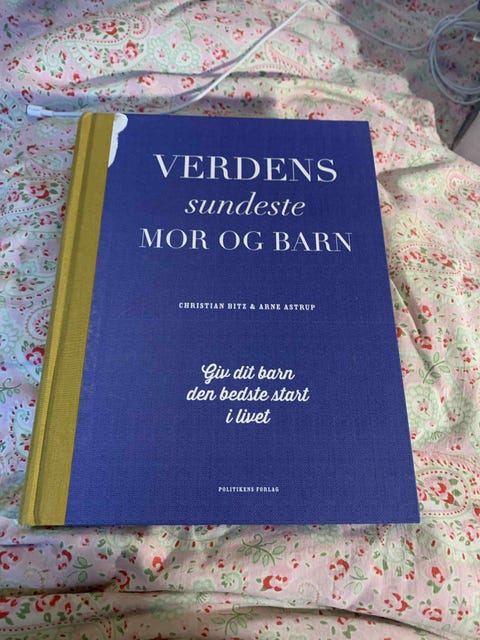 VERDENS
sundeste
MOR OG BARN
CHRISTIAN BITZ & ARNE ASTRUP
Giv dit barn
den bedste start
i livet
POLITIKENS FORLAG